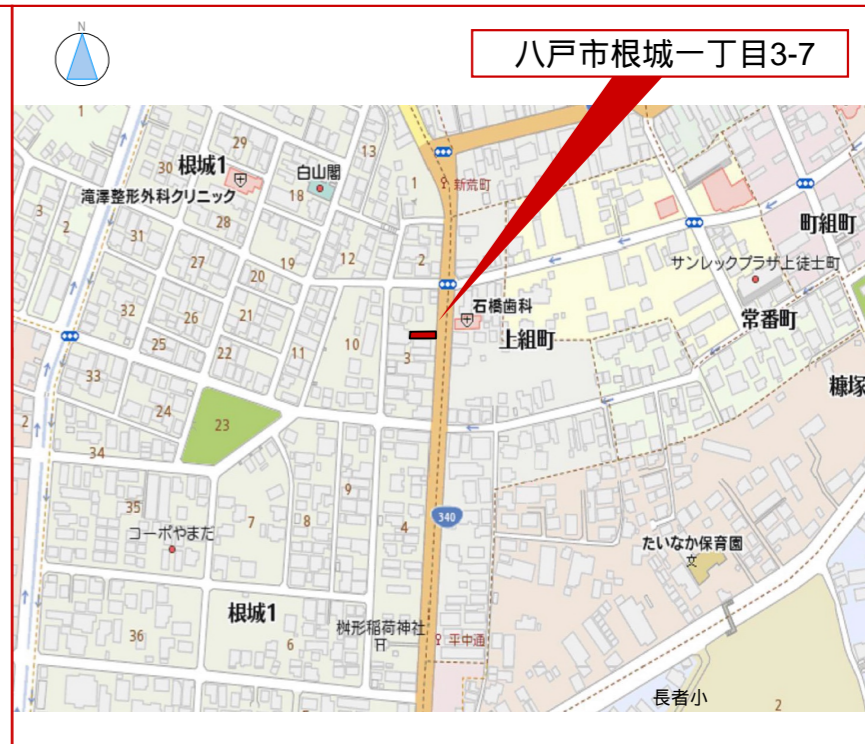 N
八戸市根城一丁目3-7
1
29
13
30
根城1
白山閣
1
新荒町
18
滝澤整形外科クリニック
3
2
28
町組町
31
19
12
2
27
サンレックプラザ上徒士町
20
石橋歯科
32
26
21
10
上組町
常番町
25
22
11
3
33
糠塚
24
23
2
34
9
35
340
7
8
4
コーポやまだ
たいなか保育園
文
根城1
桝形稲荷神社
平中通
36
6
長者小
2
5